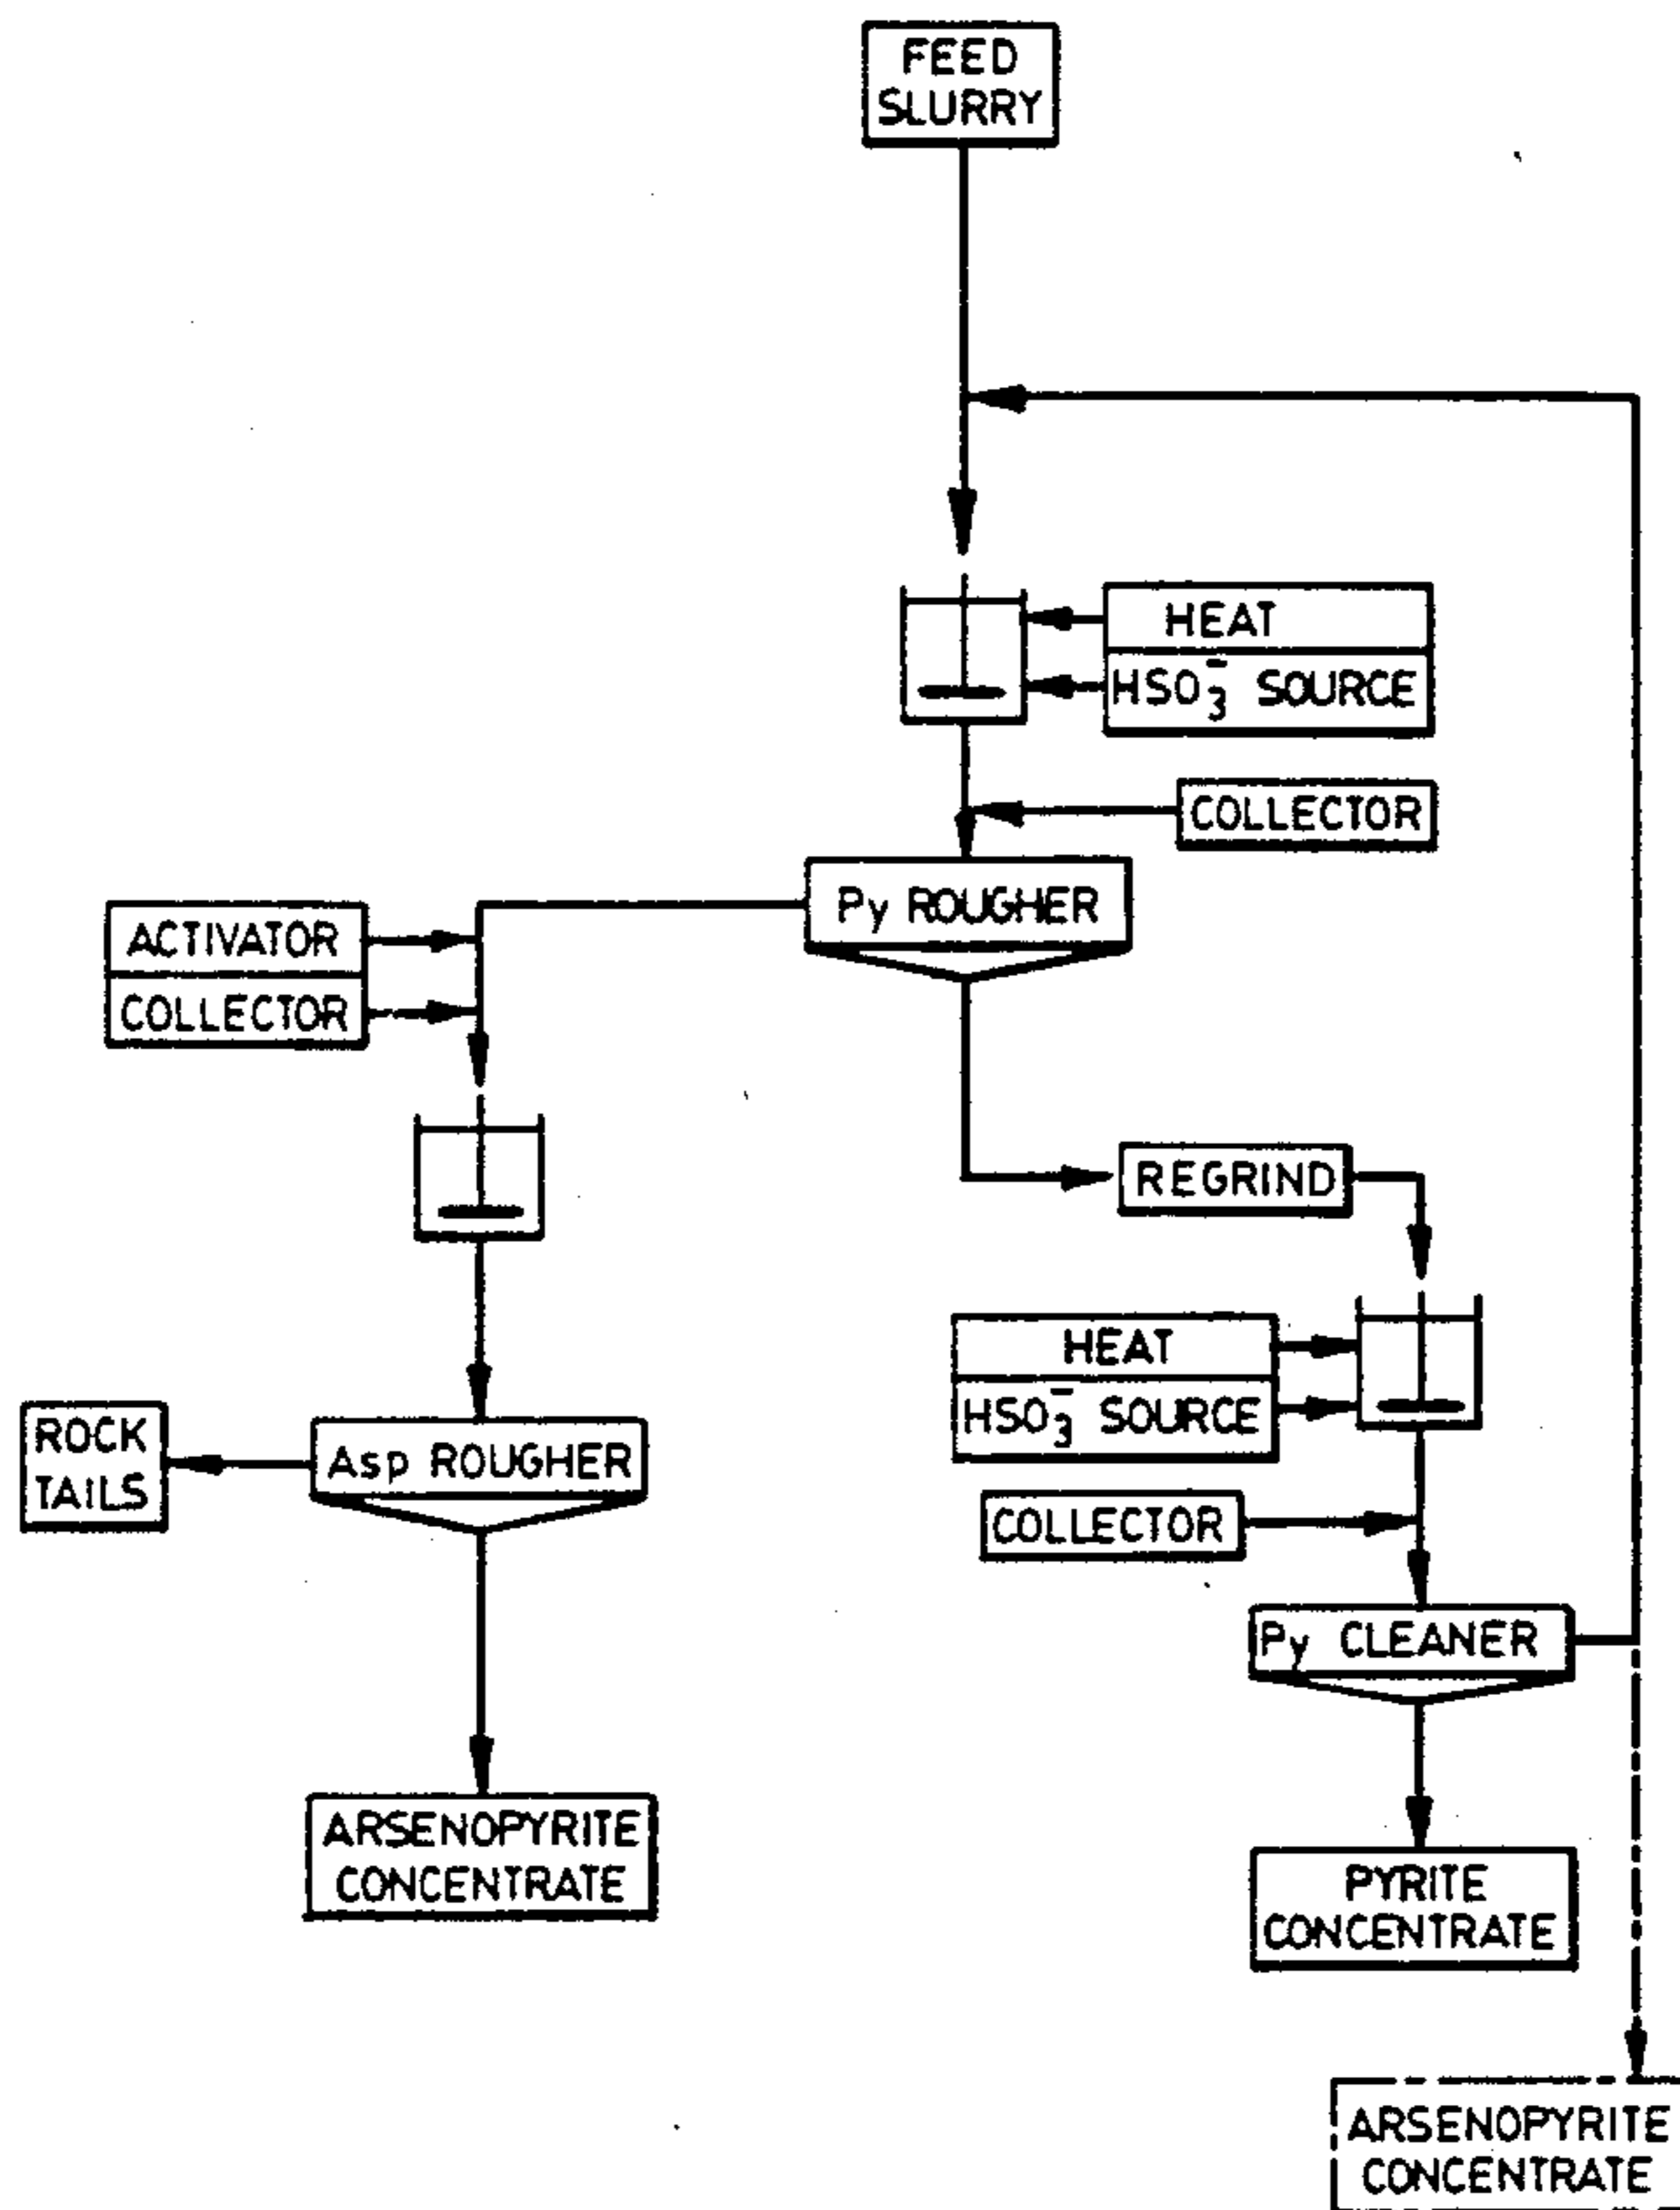 FEED
SLURRY
HEAT
HSO₃⁻ SOURCE
COLLECTOR
Py ROUGHER
ACTIVATOR
COLLECTOR
REGRIND
HEAT
HSO₃⁻ SOURCE
ROCK
TAILS
Asp ROUGHER
COLLECTOR
Py CLEANER
ARSENOPYRITE
CONCENTRATE
PYRITE
CONCENTRATE
ARSENOPYRITE
CONCENTRATE